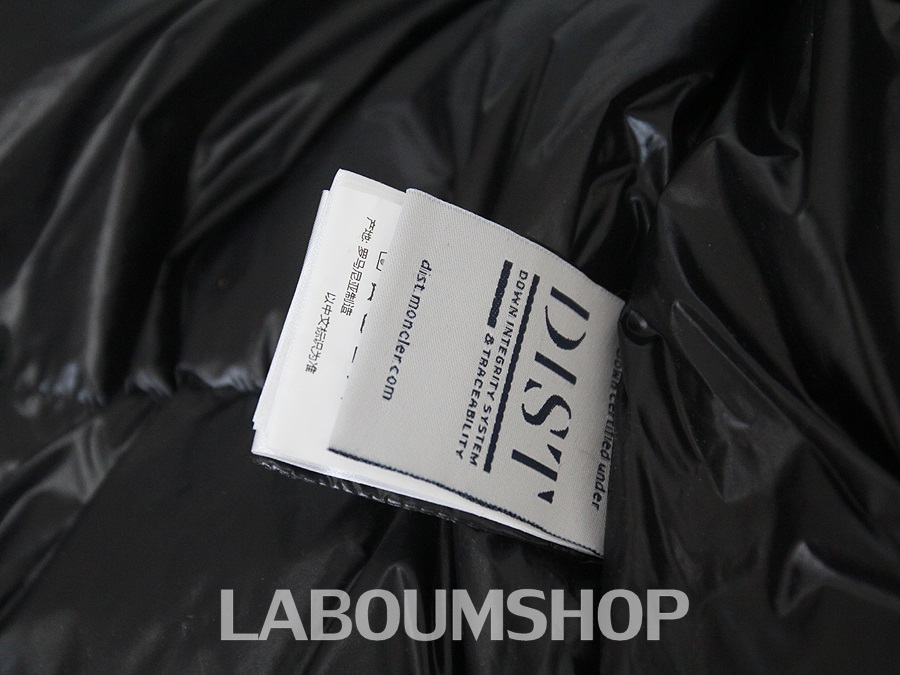 down certified under
DIST
DOWN INTEGRITY SYSTEM
& TRACEABILITY
dist.moncler.com
产地: 罗马尼亚制造
以中文标识为准
LABOUMSHOP